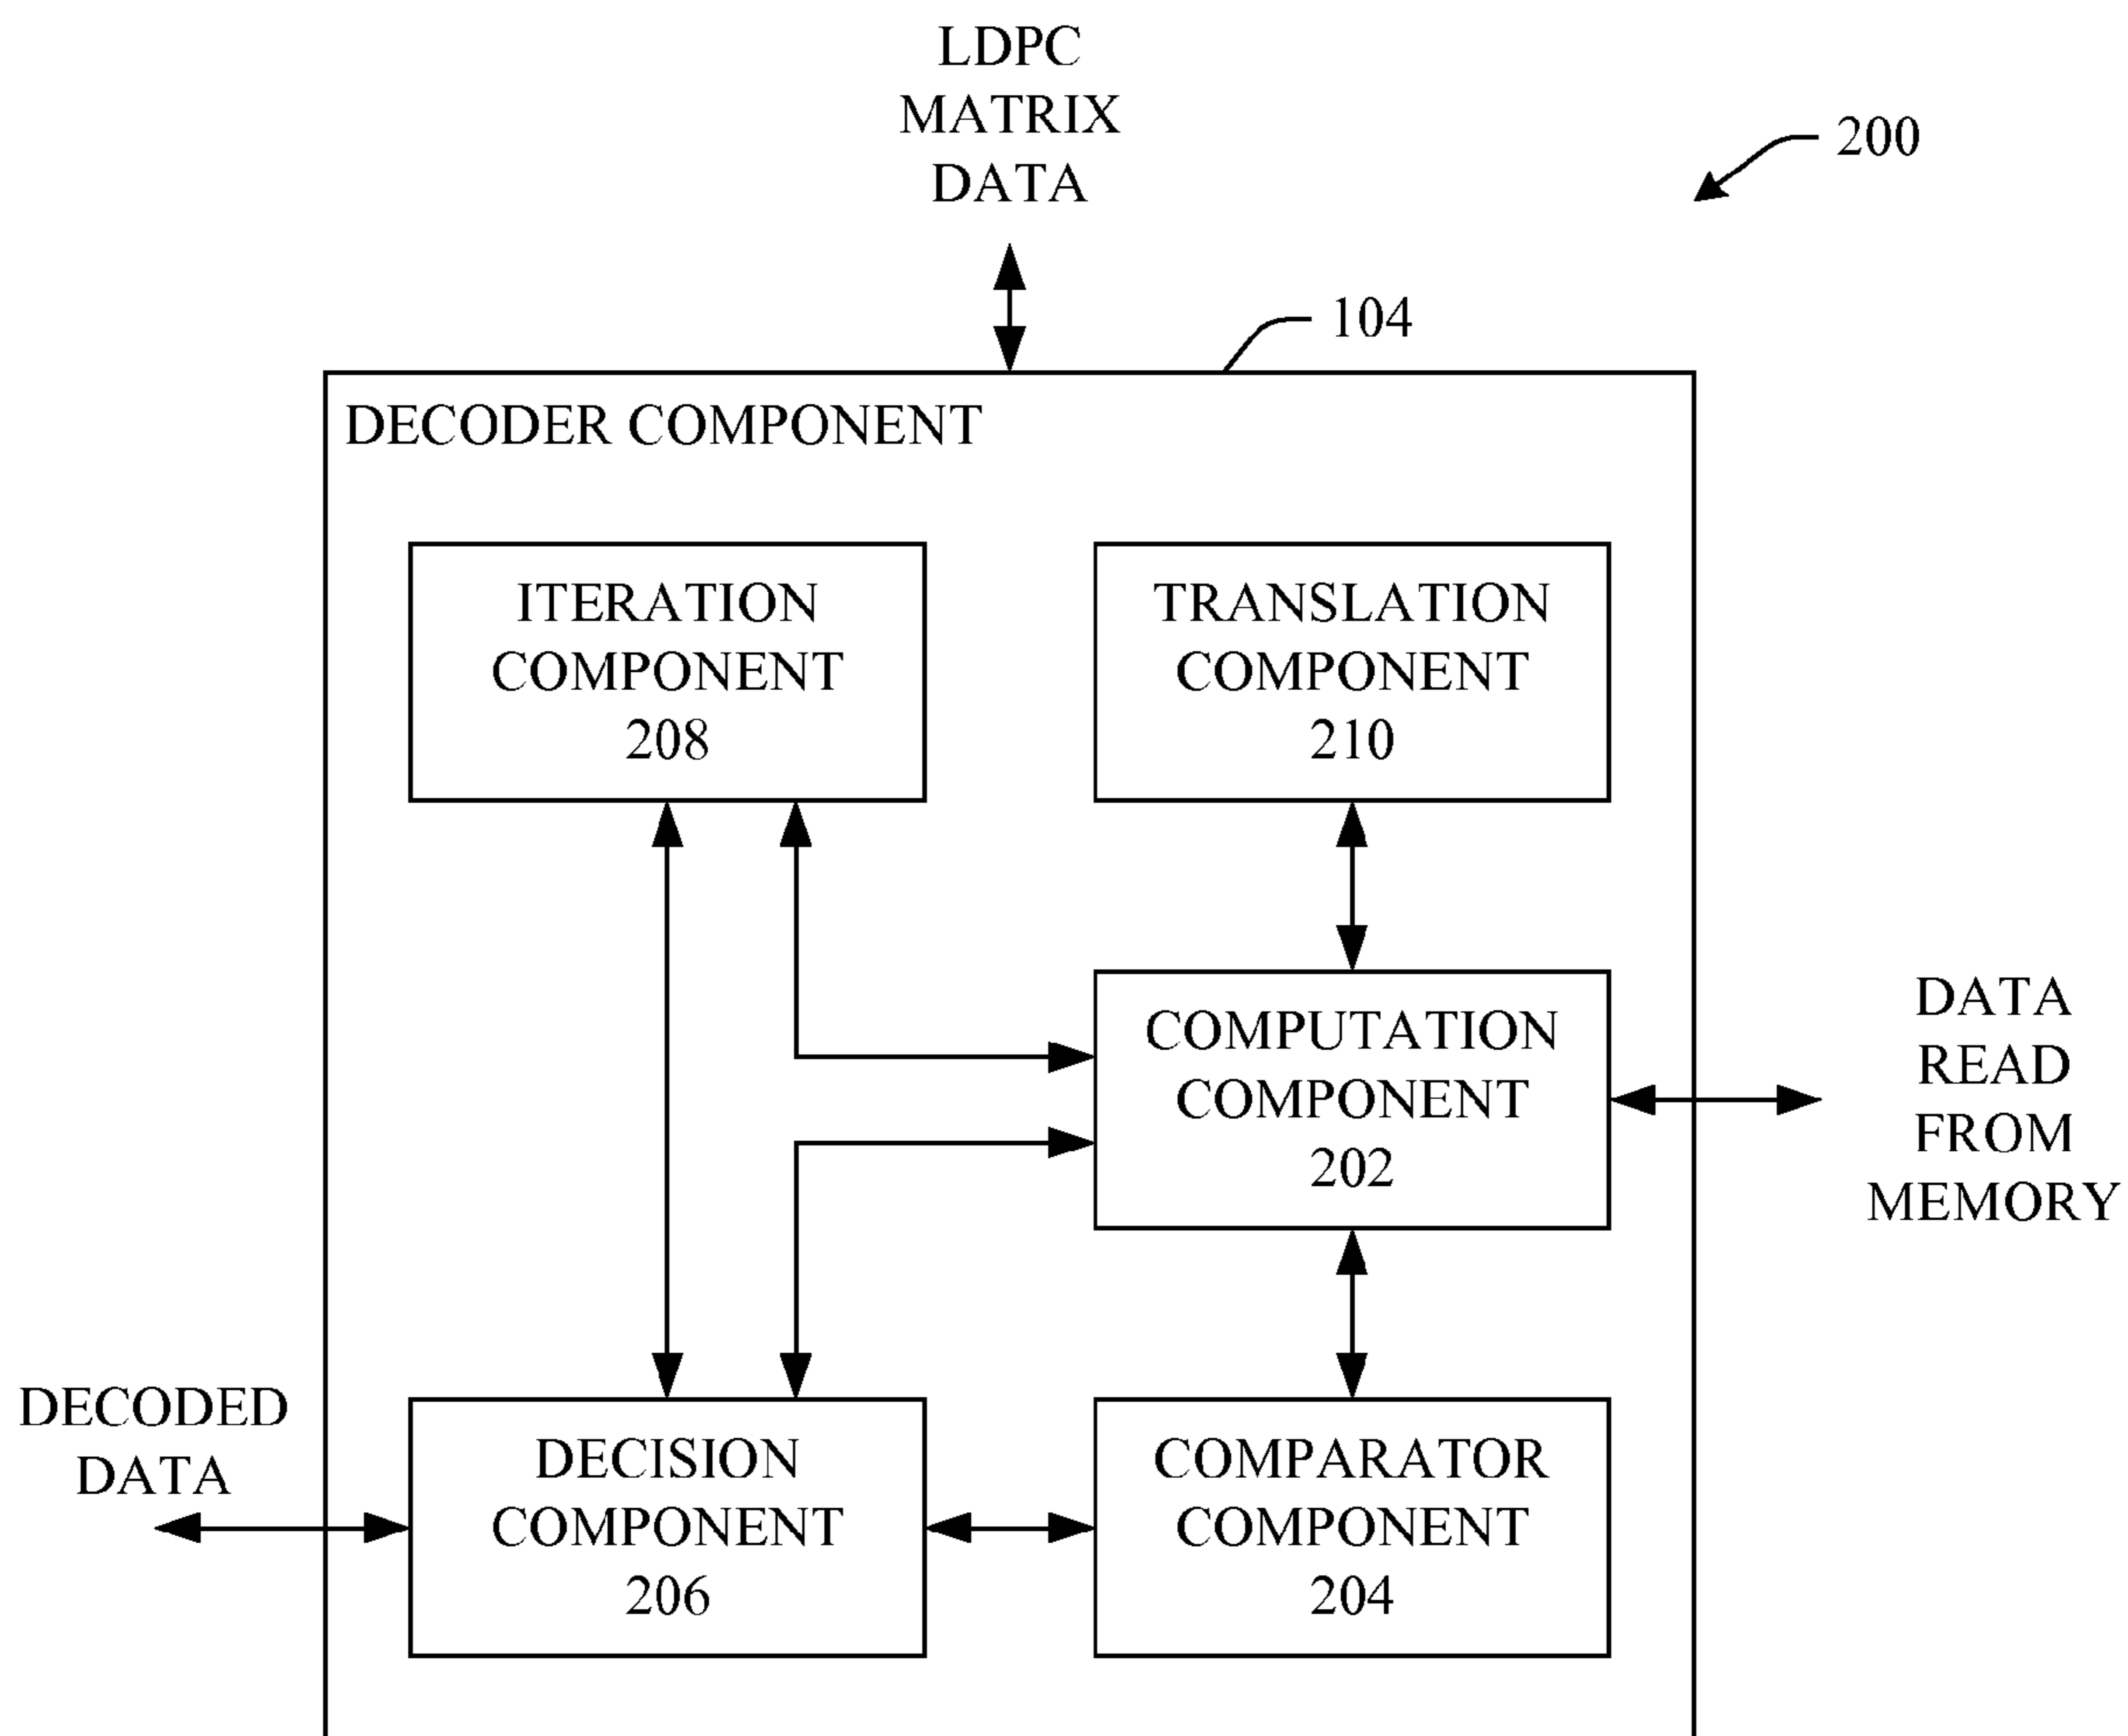 LDPC
MATRIX
DATA
200
104
DECODER COMPONENT
ITERATION
COMPONENT
208
TRANSLATION
COMPONENT
210
COMPUTATION
COMPONENT
202
DATA
READ
FROM
MEMORY
DECODED
DATA
DECISION
COMPONENT
206
COMPARATOR
COMPONENT
204